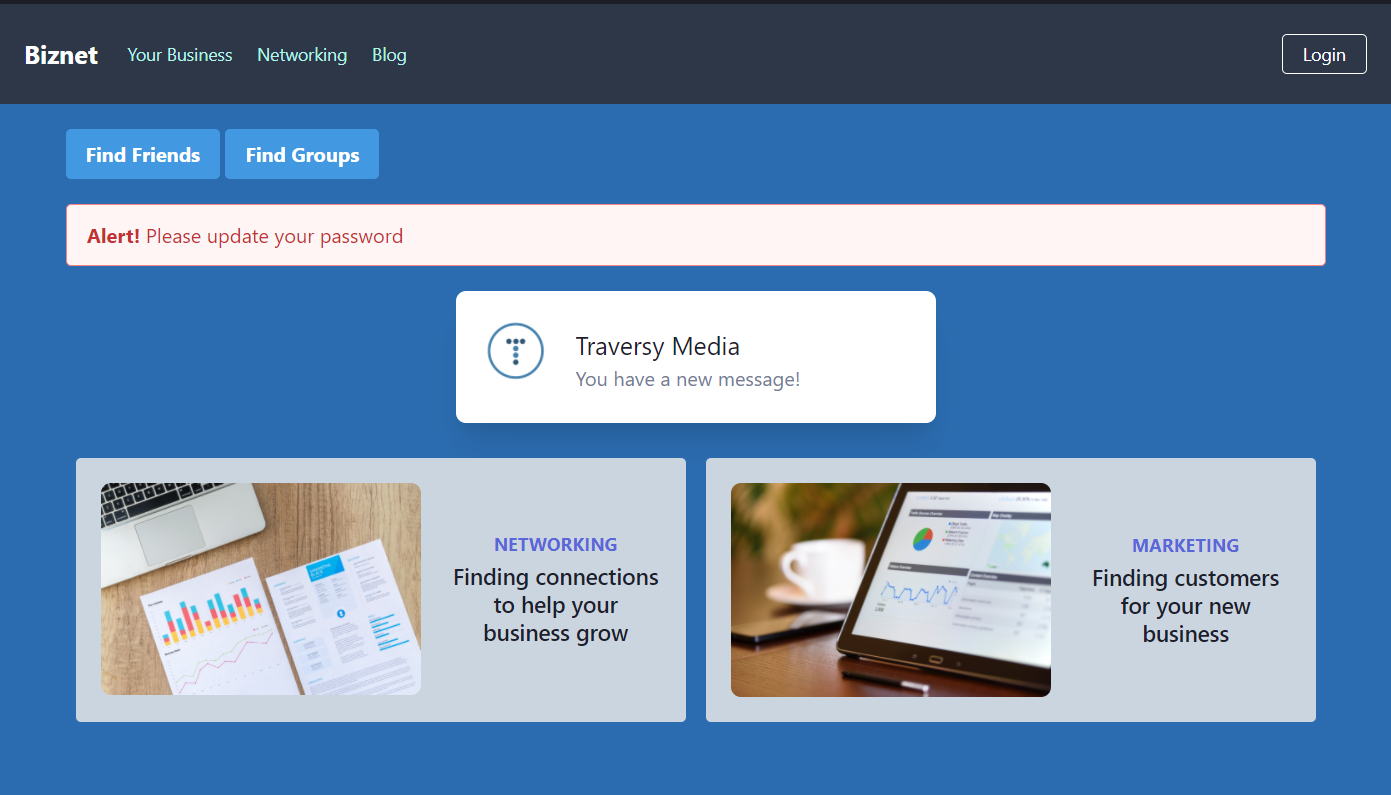 Biznet Your Business Networking Blog Login
Find Friends Find Groups
Alert! Please update your password
Traversy Media
You have a new message!
NETWORKING
Finding connections
to help your
business grow
MARKETING
Finding customers
for your new
business